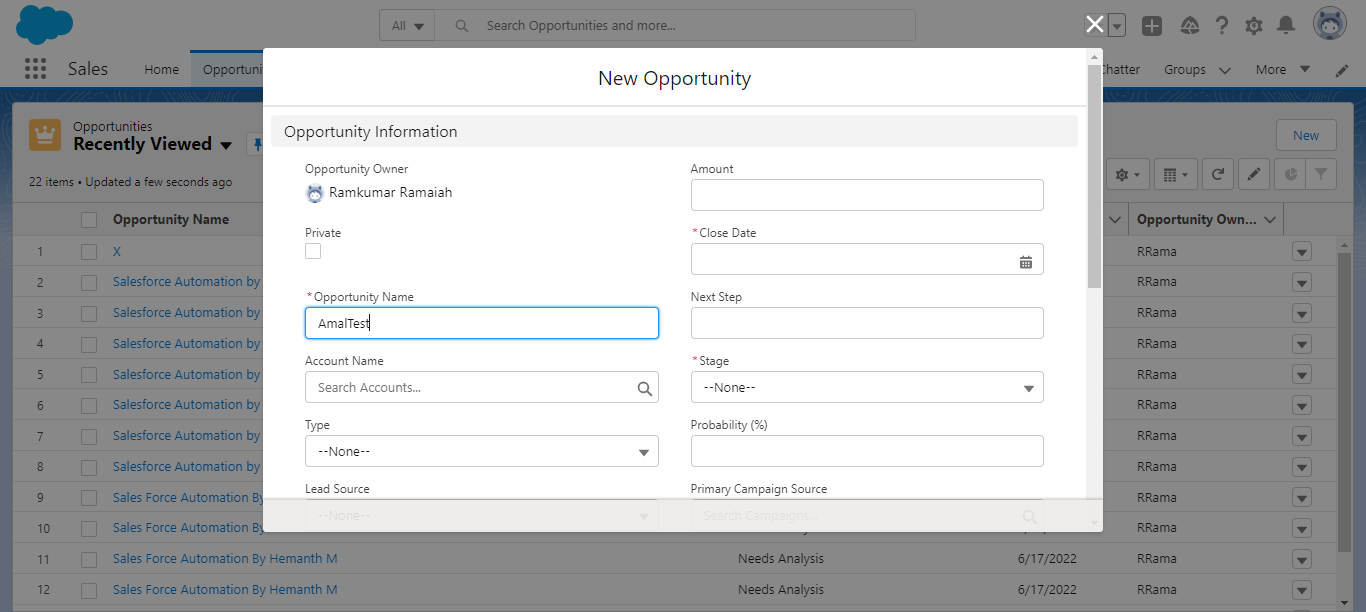 All
Search Opportunities and more...
Sales
Home
Opportuni
Chatter
Groups
More
New Opportunity
Opportunities
Recently Viewed
New
22 items • Updated a few seconds ago
Opportunity Information
Opportunity Owner
Ramkumar Ramaiah
Amount
Private
*Close Date
*Opportunity Name
AmalTest
Next Step
Account Name
Search Accounts...
*Stage
--None--
Type
--None--
Probability (%)
Lead Source
--None--
Primary Campaign Source
Search Campaigns...
Opportunity Name Opportunity Own...
1 X RRama
2 Salesforce Automation by RRama
3 Salesforce Automation by RRama
4 Salesforce Automation by RRama
5 Salesforce Automation by RRama
6 Salesforce Automation by RRama
7 Salesforce Automation by RRama
8 Salesforce Automation by RRama
9 Sales Force Automation By RRama
10 Sales Force Automation By RRama
11 Sales Force Automation By Hemanth M Needs Analysis 6/17/2022 RRama
12 Sales Force Automation By Hemanth M Needs Analysis 6/17/2022 RRama